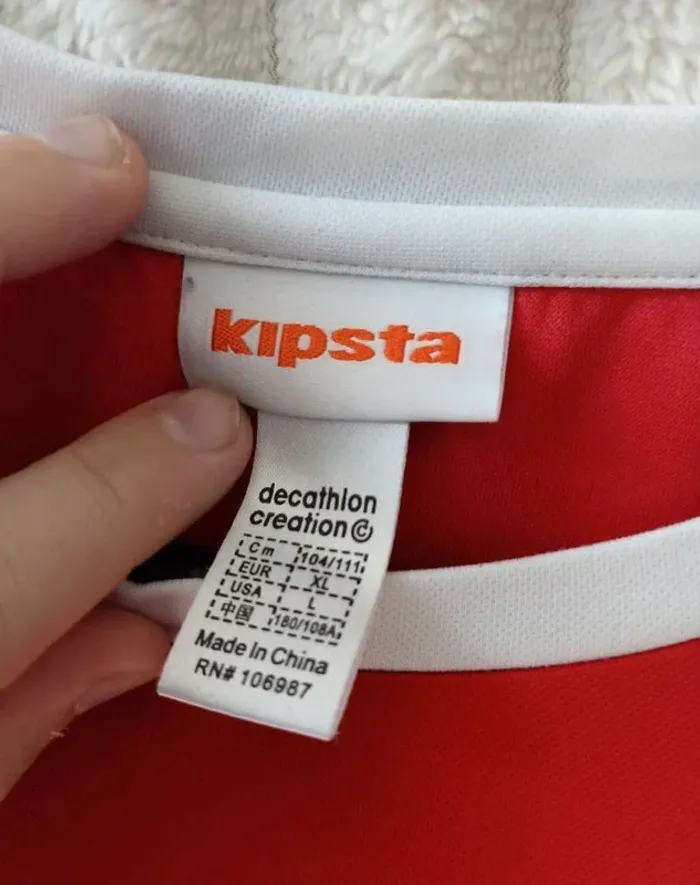 kipsta
decathlon
creation©
Cm 104/111
EUR XL
USA L
中国 180/108A
Made In China
RN# 106987